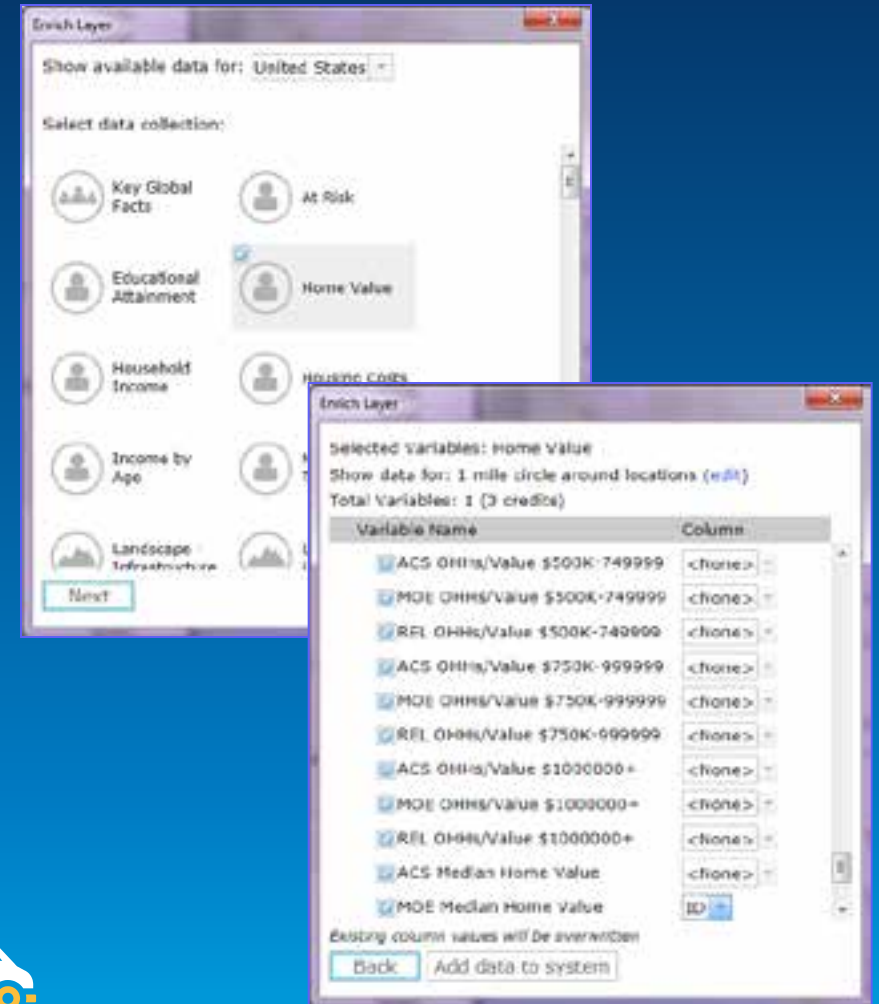 Enrich Layer
Show available data for: United States
Select data collection:
Key Global Facts
At Risk
Educational Attainment
Home Value
Household Income
Housing Costs
Income by Age
Landscape Infrastructure
Next
Enrich Layer
Selected Variables: Home Value
Show data for: 1 mile circle around locations (edit)
Total Variables: 1 (3 credits)
Variable Name Column
ACS OHHs/Value $500K-749999 <None>
MOE OHHs/Value $500K-749999 <None>
REL OHHs/Value $500K-749999 <None>
ACS OHHs/Value $750K-999999 <None>
MOE OHHs/Value $750K-999999 <None>
REL OHHs/Value $750K-999999 <None>
ACS OHHs/Value $1000000+ <None>
MOE OHHs/Value $1000000+ <None>
REL OHHs/Value $1000000+ <None>
ACS Median Home Value <None>
MOE Median Home Value ID
Existing column values will be overwritten
Back Add data to system